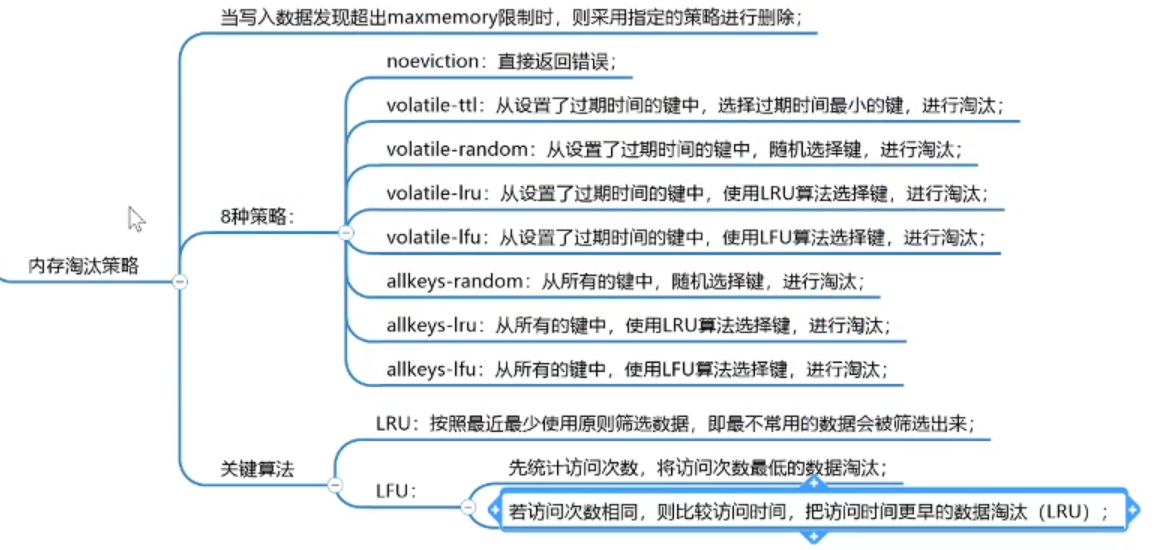 当写入数据发现超出maxmemory限制时，则采用指定的策略进行删除；
noeviction：直接返回错误；
volatile-ttl：从设置了过期时间的键中，选择过期时间最小的键，进行淘汰；
volatile-random：从设置了过期时间的键中，随机选择键，进行淘汰；
volatile-lru：从设置了过期时间的键中，使用LRU算法选择键，进行淘汰；
8种策略：
volatile-lfu：从设置了过期时间的键中，使用LFU算法选择键，进行淘汰；
内存淘汰策略
allkeys-random：从所有的键中，随机选择键，进行淘汰；
allkeys-lru：从所有的键中，使用LRU算法选择键，进行淘汰；
allkeys-lfu：从所有的键中，使用LFU算法选择键，进行淘汰；
LRU：按照最近最少使用原则筛选数据，即最不常用的数据会被筛选出来；
关键算法
先统计访问次数，将访问次数最低的数据淘汰；
LFU：
若访问次数相同，则比较访问时间，把访问时间更早的数据淘汰（LRU）；